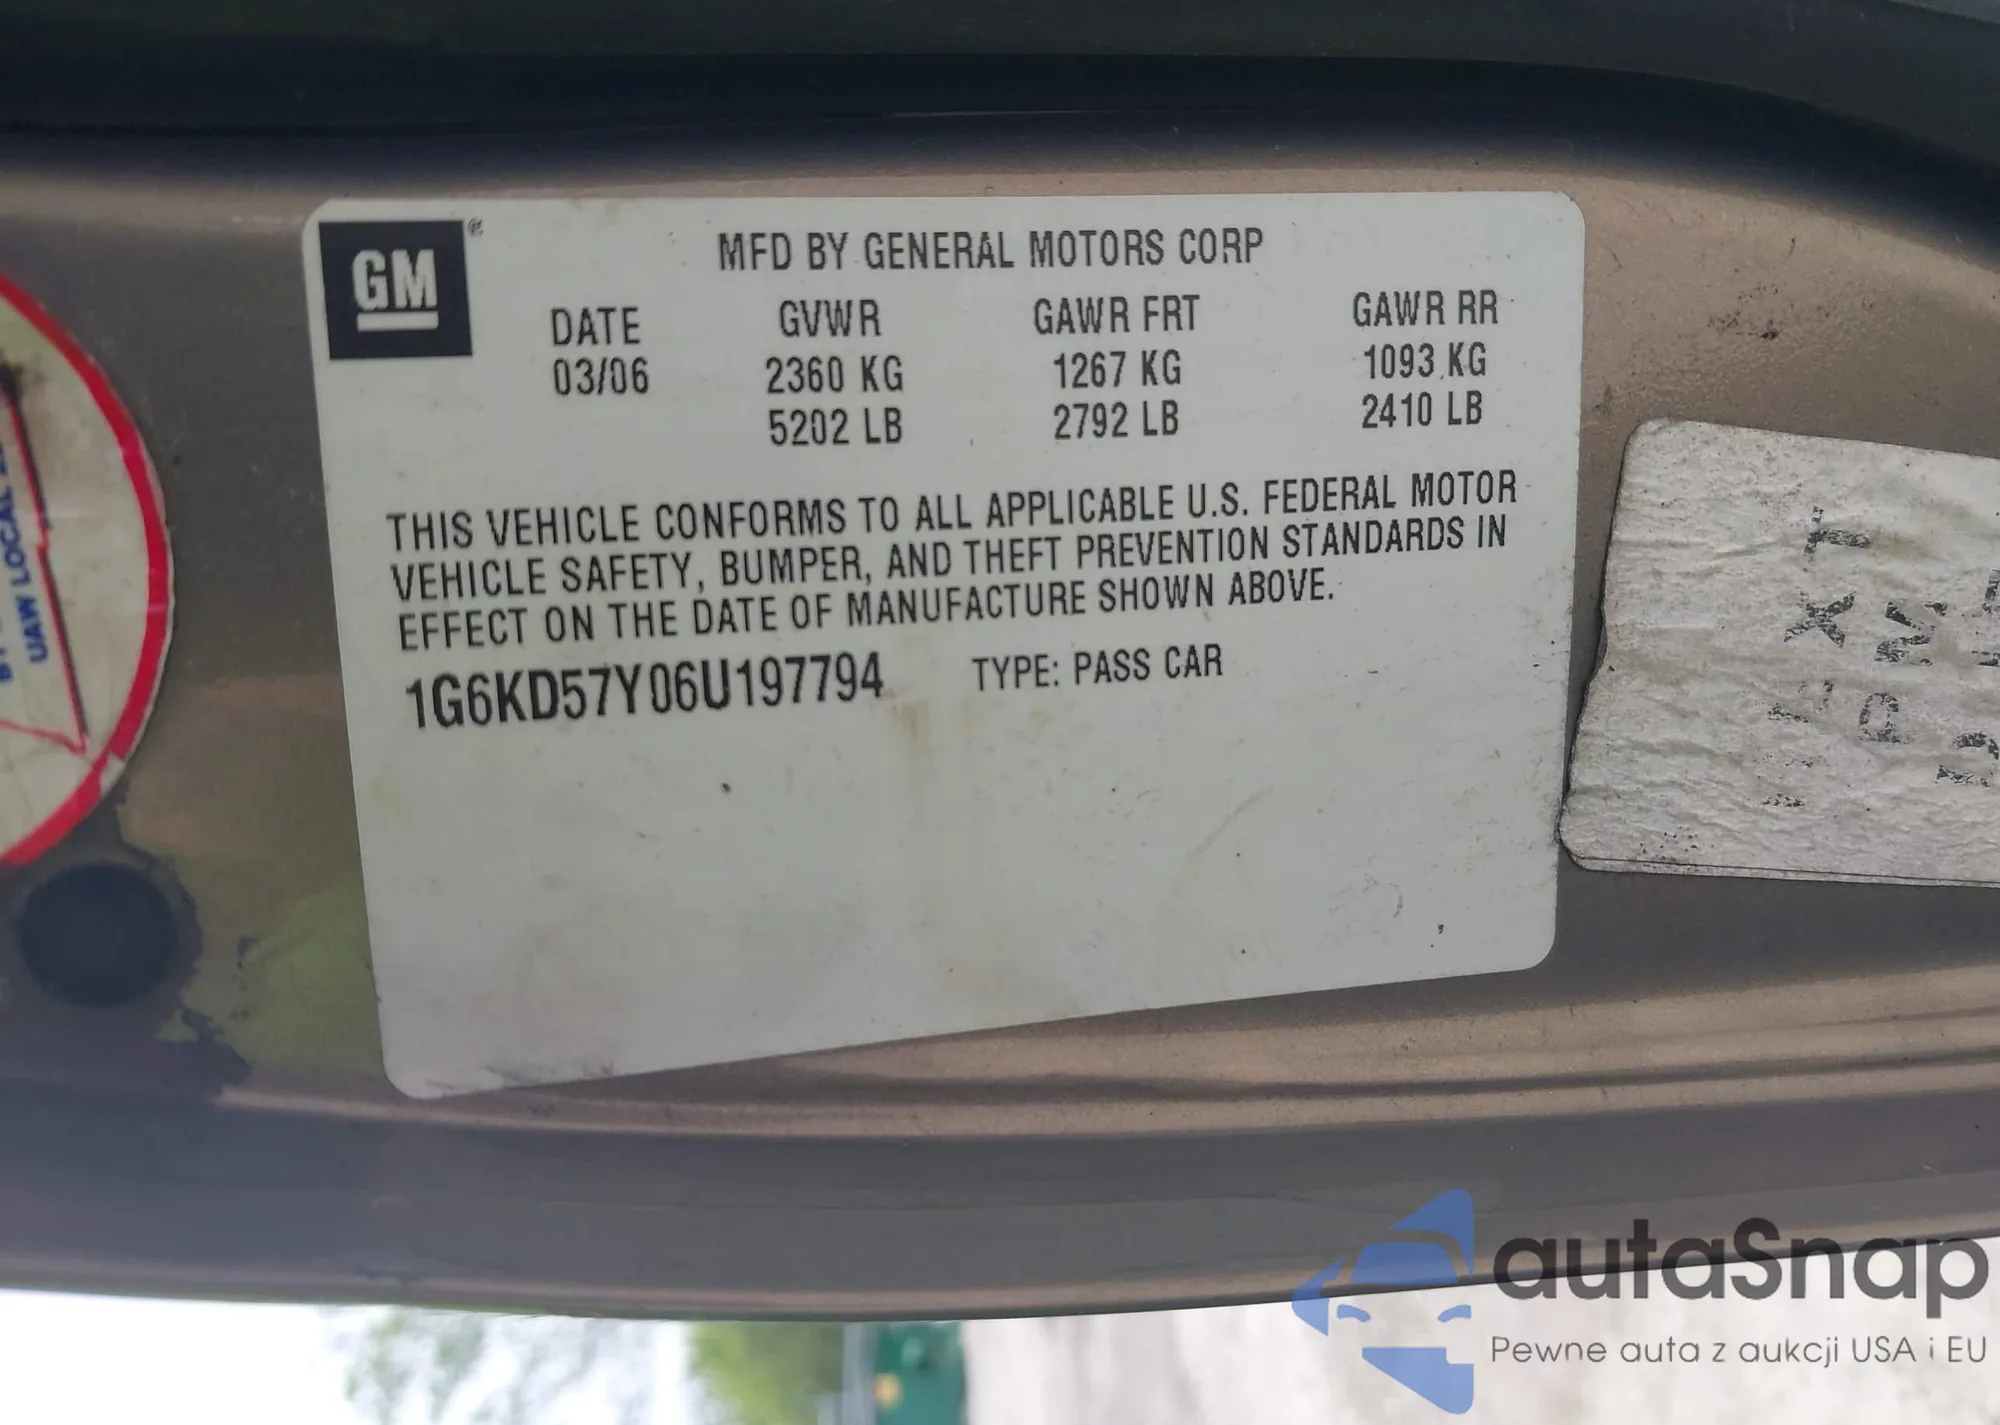 GM ®
MFD BY GENERAL MOTORS CORP
DATE GVWR GAWR FRT GAWR RR
03/06 2360 KG 1267 KG 1093 KG
5202 LB 2792 LB 2410 LB
THIS VEHICLE CONFORMS TO ALL APPLICABLE U.S. FEDERAL MOTOR
VEHICLE SAFETY, BUMPER, AND THEFT PREVENTION STANDARDS IN
EFFECT ON THE DATE OF MANUFACTURE SHOWN ABOVE.
1G6KD57Y06U197794 TYPE: PASS CAR
UAW LOCAL
autaSnap
Pewne auta z aukcji USA i EU